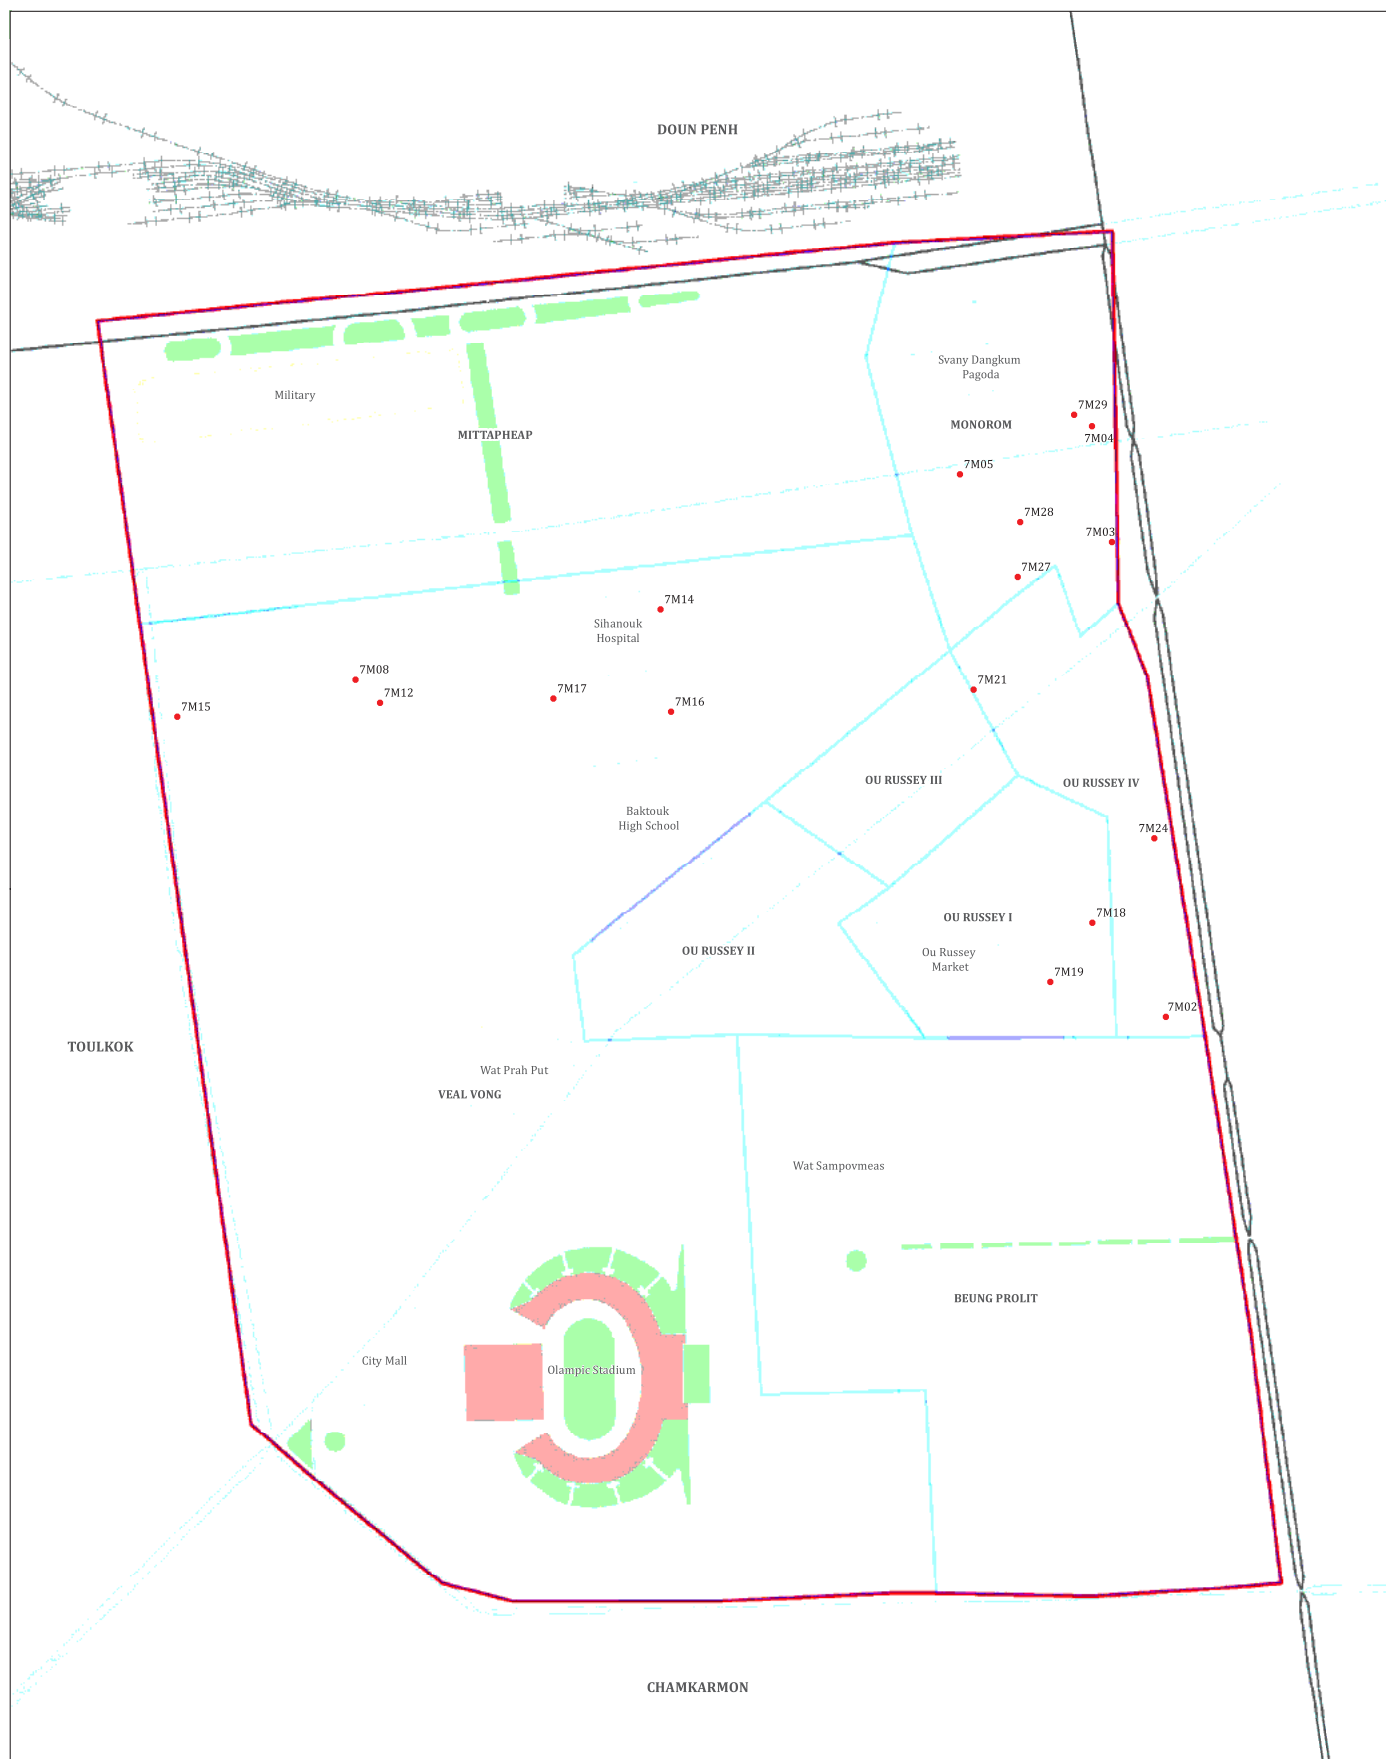 DOUN PENH
Svany Dangkum
Pagoda
Military
7M29
MONOROM
MITTAPHEAP
7M04
7M05
7M28
7M03
7M27
7M14
Sihanouk
Hospital
7M08
7M21
7M12
7M17
7M15
7M16
OU RUSSEY III
OU RUSSEY IV
Baktouk
High School
7M24
7M18
OU RUSSEY I
OU RUSSEY II
Ou Russey
Market
7M19
7M02
TOULKOK
Wat Prah Put
VEAL VONG
Wat Sampovmeas
BEUNG PROLIT
City Mall
Olampic Stadium
CHAMKARMON